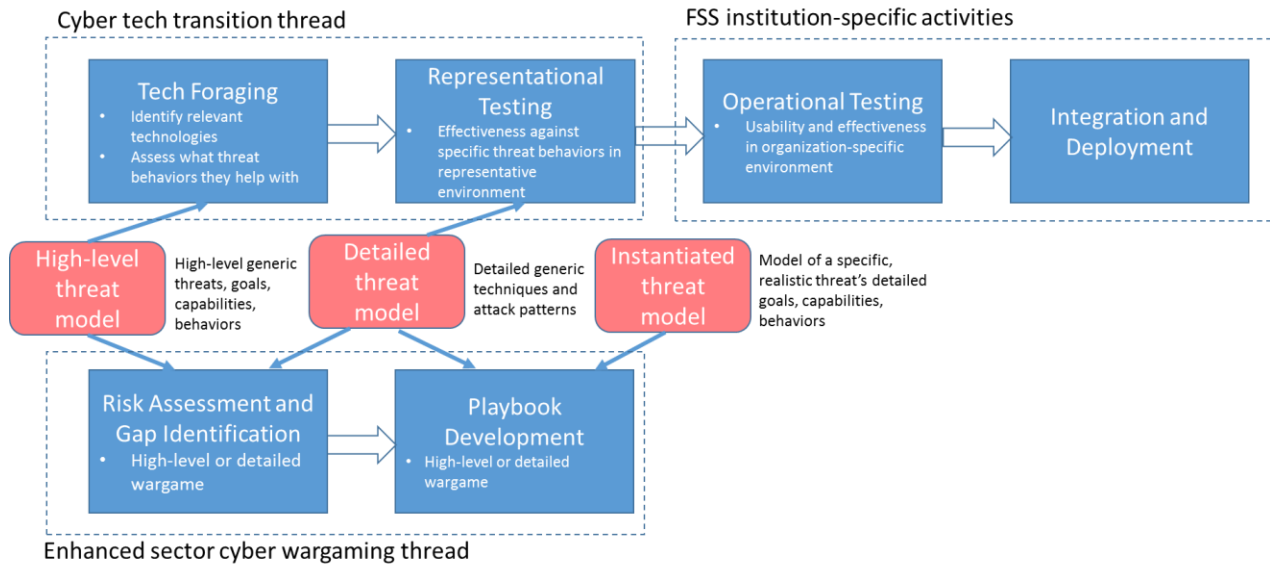 Cyber tech transition thread
FSS institution-specific activities
Tech Foraging
• Identify relevant
technologies
• Assess what threat
behaviors they help with
Representational
Testing
• Effectiveness against
specific threat behaviors in
representative
environment
Operational Testing
• Usability and effectiveness
in organization-specific
environment
Integration and
Deployment
High-level
threat
model
High-level generic
threats, goals,
capabilities,
behaviors
Detailed
threat
model
Detailed generic
techniques and
attack patterns
Instantiated
threat
model
Model of a specific,
realistic threat’s detailed
goals, capabilities,
behaviors
Risk Assessment and
Gap Identification
• High-level or detailed
wargame
Playbook
Development
• High-level or detailed
wargame
Enhanced sector cyber wargaming thread